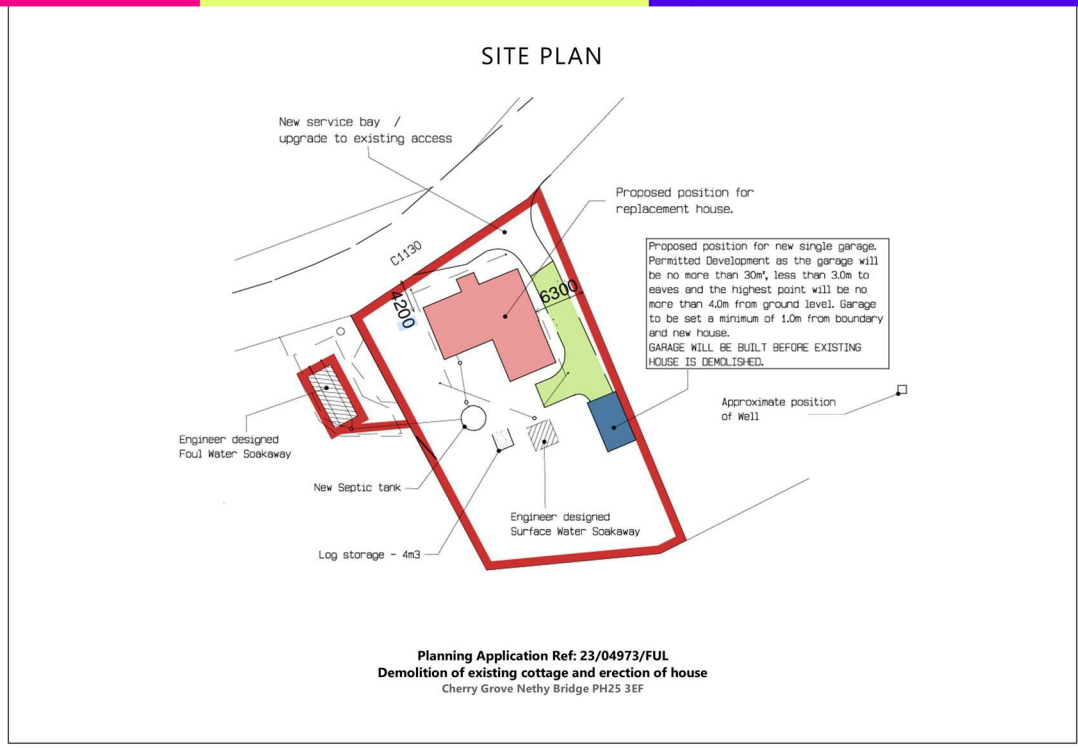 SITE PLAN
New service bay /
upgrade to existing access
Proposed position for
replacement house.
C1130
4200
6300
Proposed position for new single garage.
Permitted Development as the garage will
be no more than 30m², less than 3.0m to
eaves and the highest point will be no
more than 4.0m from ground level. Garage
to be set a minimum of 1.0m from boundary
and new house.
GARAGE WILL BE BUILT BEFORE EXISTING
HOUSE IS DEMOLISHED.
Approximate position
of Well
Engineer designed
Foul Water Soakaway
New Septic tank
Engineer designed
Surface Water Soakaway
Log storage - 4m3
Planning Application Ref: 23/04973/FUL
Demolition of existing cottage and erection of house
Cherry Grove Nethy Bridge PH25 3EF